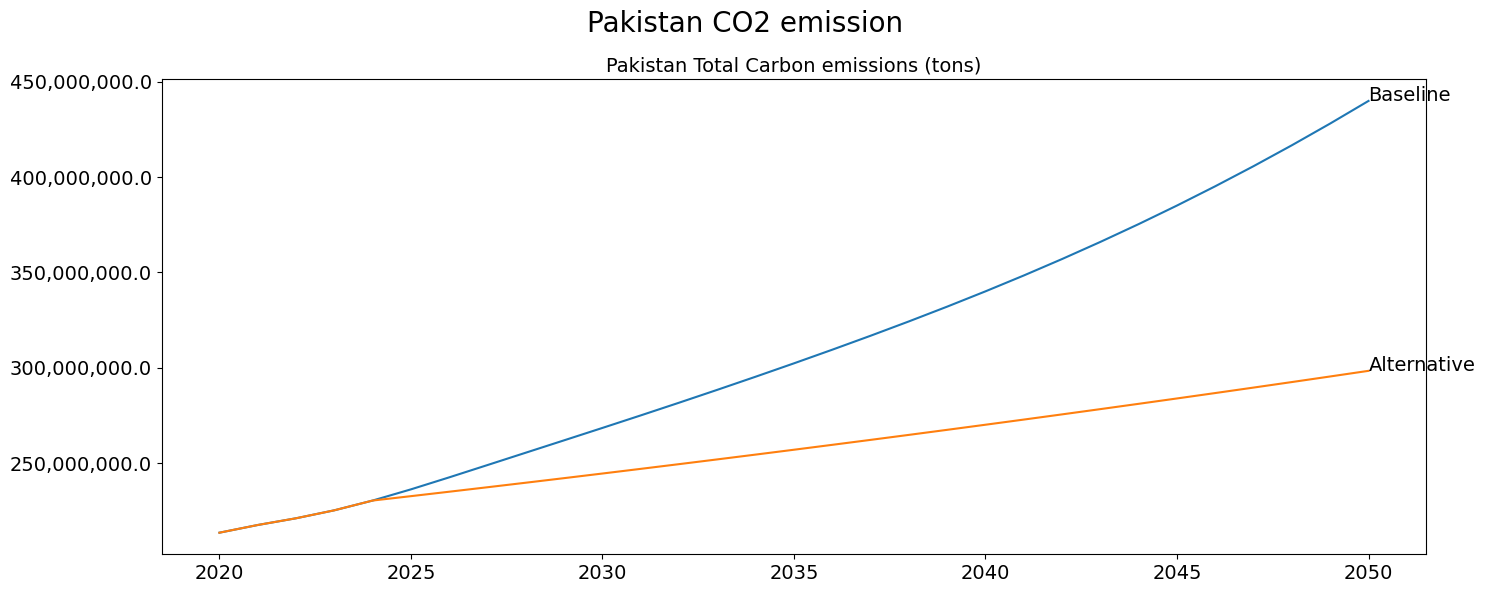 Pakistan CO2 emission
Pakistan Total Carbon emissions (tons)
450,000,000.0
400,000,000.0
350,000,000.0
300,000,000.0
250,000,000.0
Baseline
Alternative
2020 2025 2030 2035 2040 2045 2050